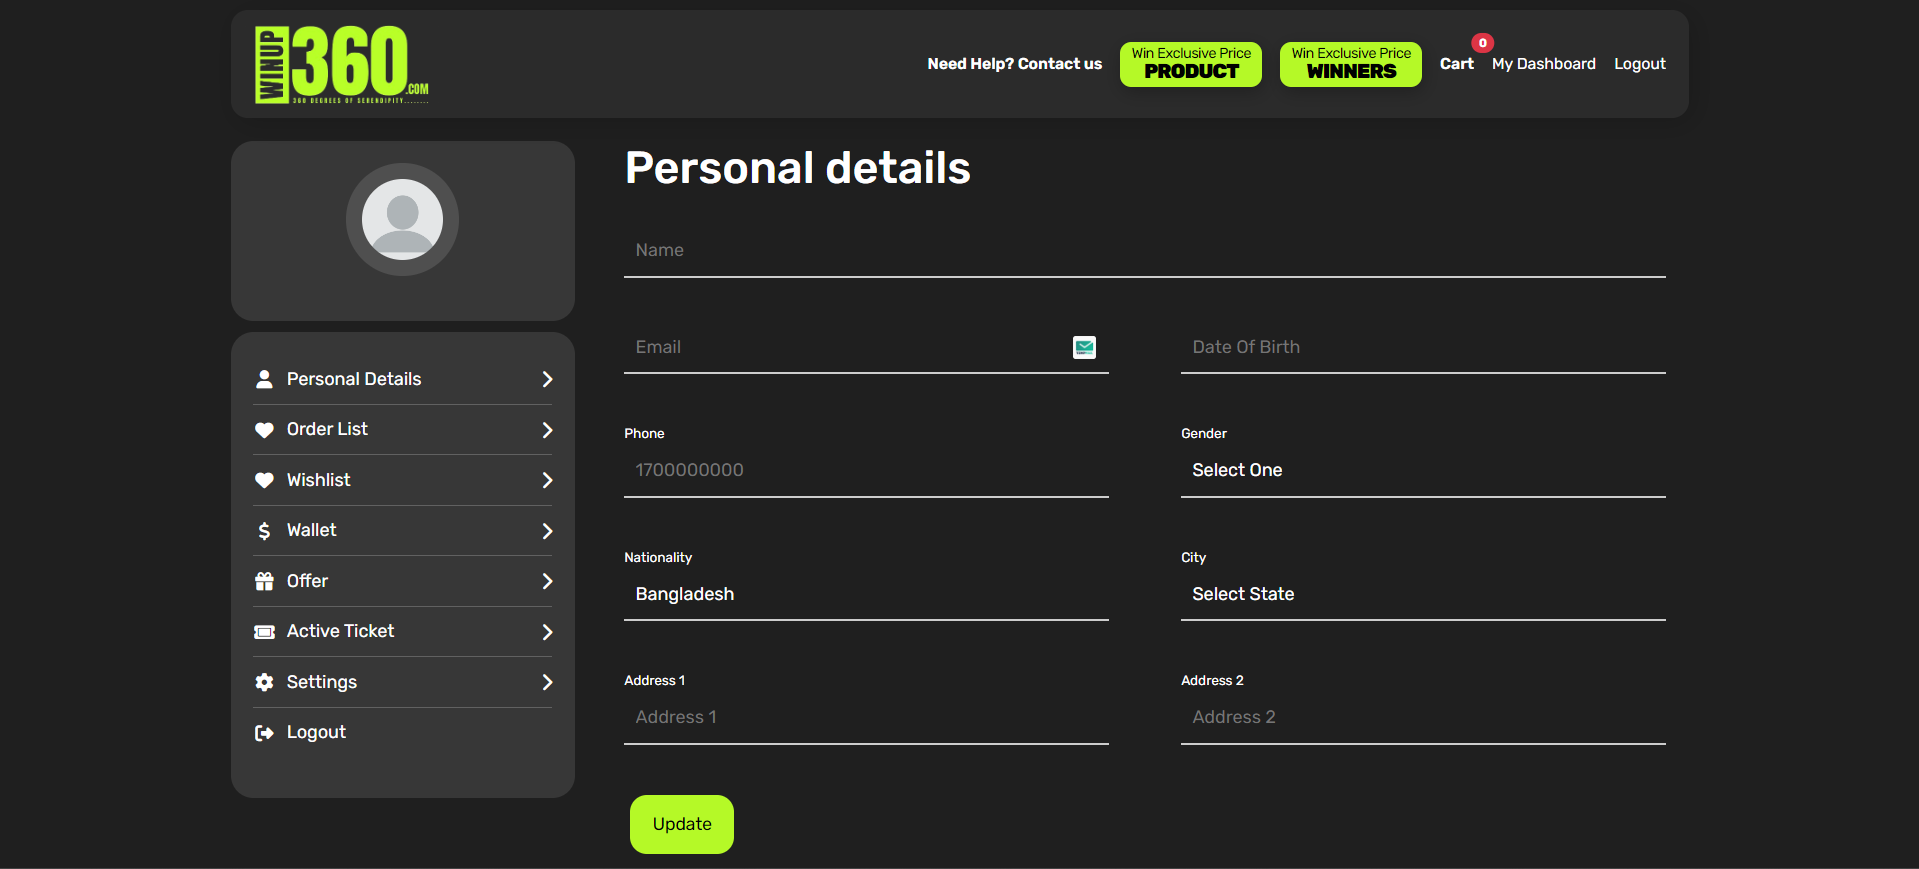 WINUP 360.COM
360 DEGREES OF SERENDIPITY........
Need Help? Contact us
Win Exclusive Price
PRODUCT
Win Exclusive Price
WINNERS
Cart
0
My Dashboard
Logout
Personal Details
Order List
Wishlist
Wallet
Offer
Active Ticket
Settings
Logout
Personal details
Name
Email
Date Of Birth
Phone
1700000000
Gender
Select One
Nationality
Bangladesh
City
Select State
Address 1
Address 1
Address 2
Address 2
Update